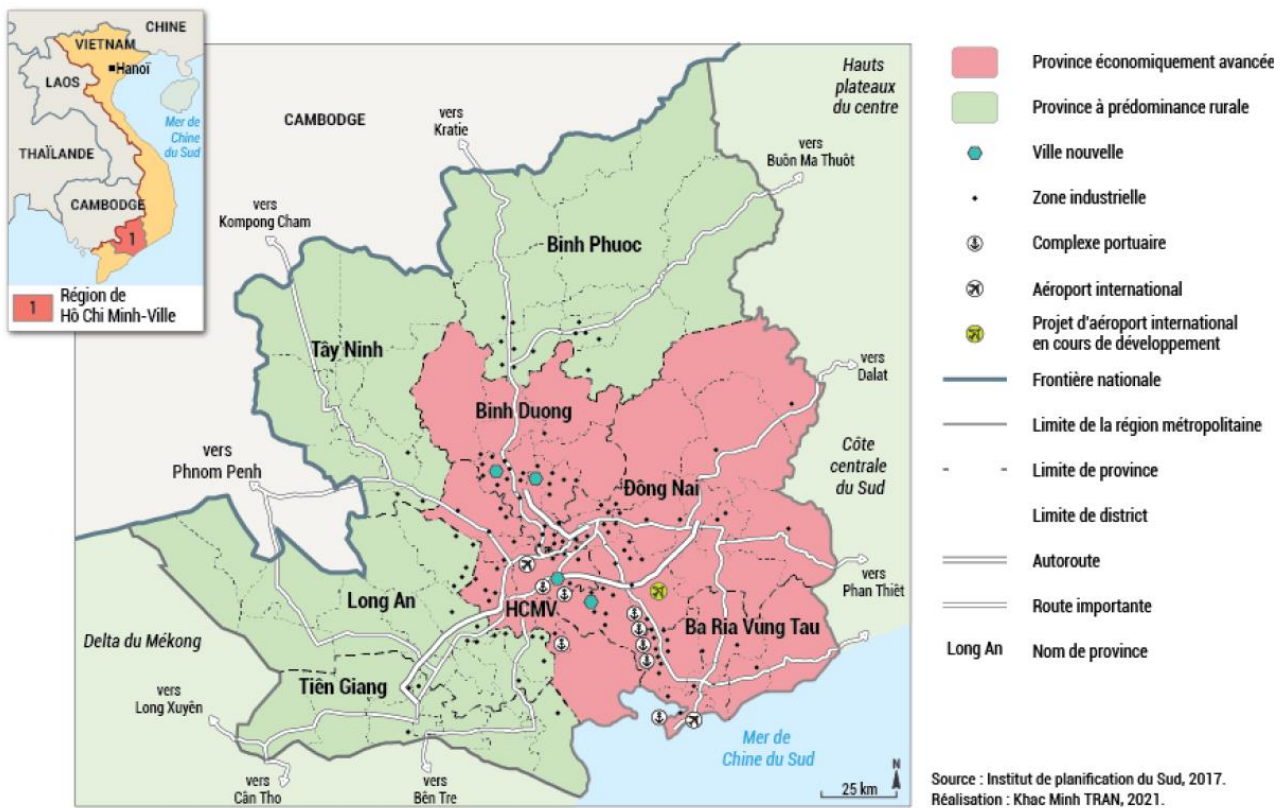 CHINE
VIETNAM
Hanoï
LAOS
Mer de
Chine
du Sud
THAÏLANDE
CAMBODGE
1
1
Région de
Hô Chi Minh-Ville
CAMBODGE
vers
Kratie
Hauts
plateaux
du centre
vers
Buôn Ma Thuôt
vers
Kompong Cham
Binh Phuoc
Tây Ninh
vers
Dalat
Binh Duong
vers
Phnom Penh
Côte
centrale
du Sud
Đông Nai
vers
Phan Thiêt
Long An
HCMV
Ba Ria Vung Tau
Delta du Mékong
Tiên Giang
vers
Long Xuyên
Mer de
Chine du Sud
vers
Cân Tho
vers
Bên Tre
25 km
N
Province économiquement avancée
Province à prédominance rurale
Ville nouvelle
Zone industrielle
Complexe portuaire
Aéroport international
Projet d'aéroport international
en cours de développement
Frontière nationale
Limite de la région métropolitaine
Limite de province
Limite de district
Autoroute
Route importante
Long An
Nom de province
Source : Institut de planification du Sud, 2017.
Réalisation : Khac Minh TRAN, 2021.